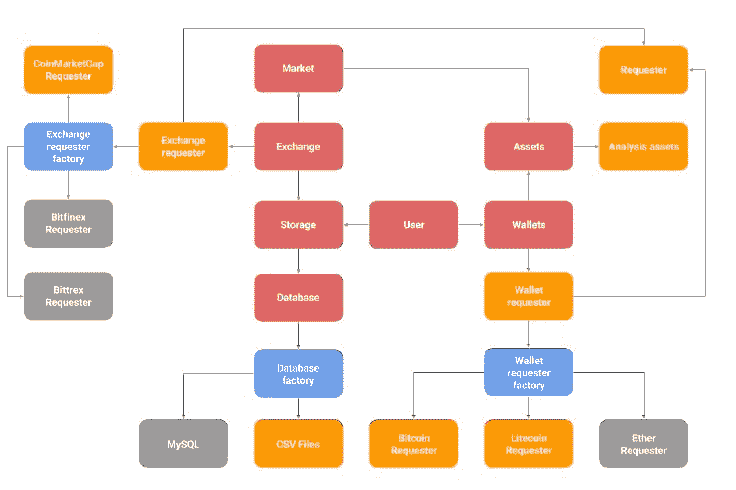 CoinMarketCap
Requester
Market
Requester
Exchange
requester
factory
Exchange
requester
Exchange
Assets
Analysis assets
Bitfinex
Requester
Storage
User
Wallets
Bittrex
Requester
Database
Wallet
requester
Database
factory
Wallet
requester
factory
MySQL
CSV Files
Bitcoin
Requester
Litecoin
Requester
Ether
Requester